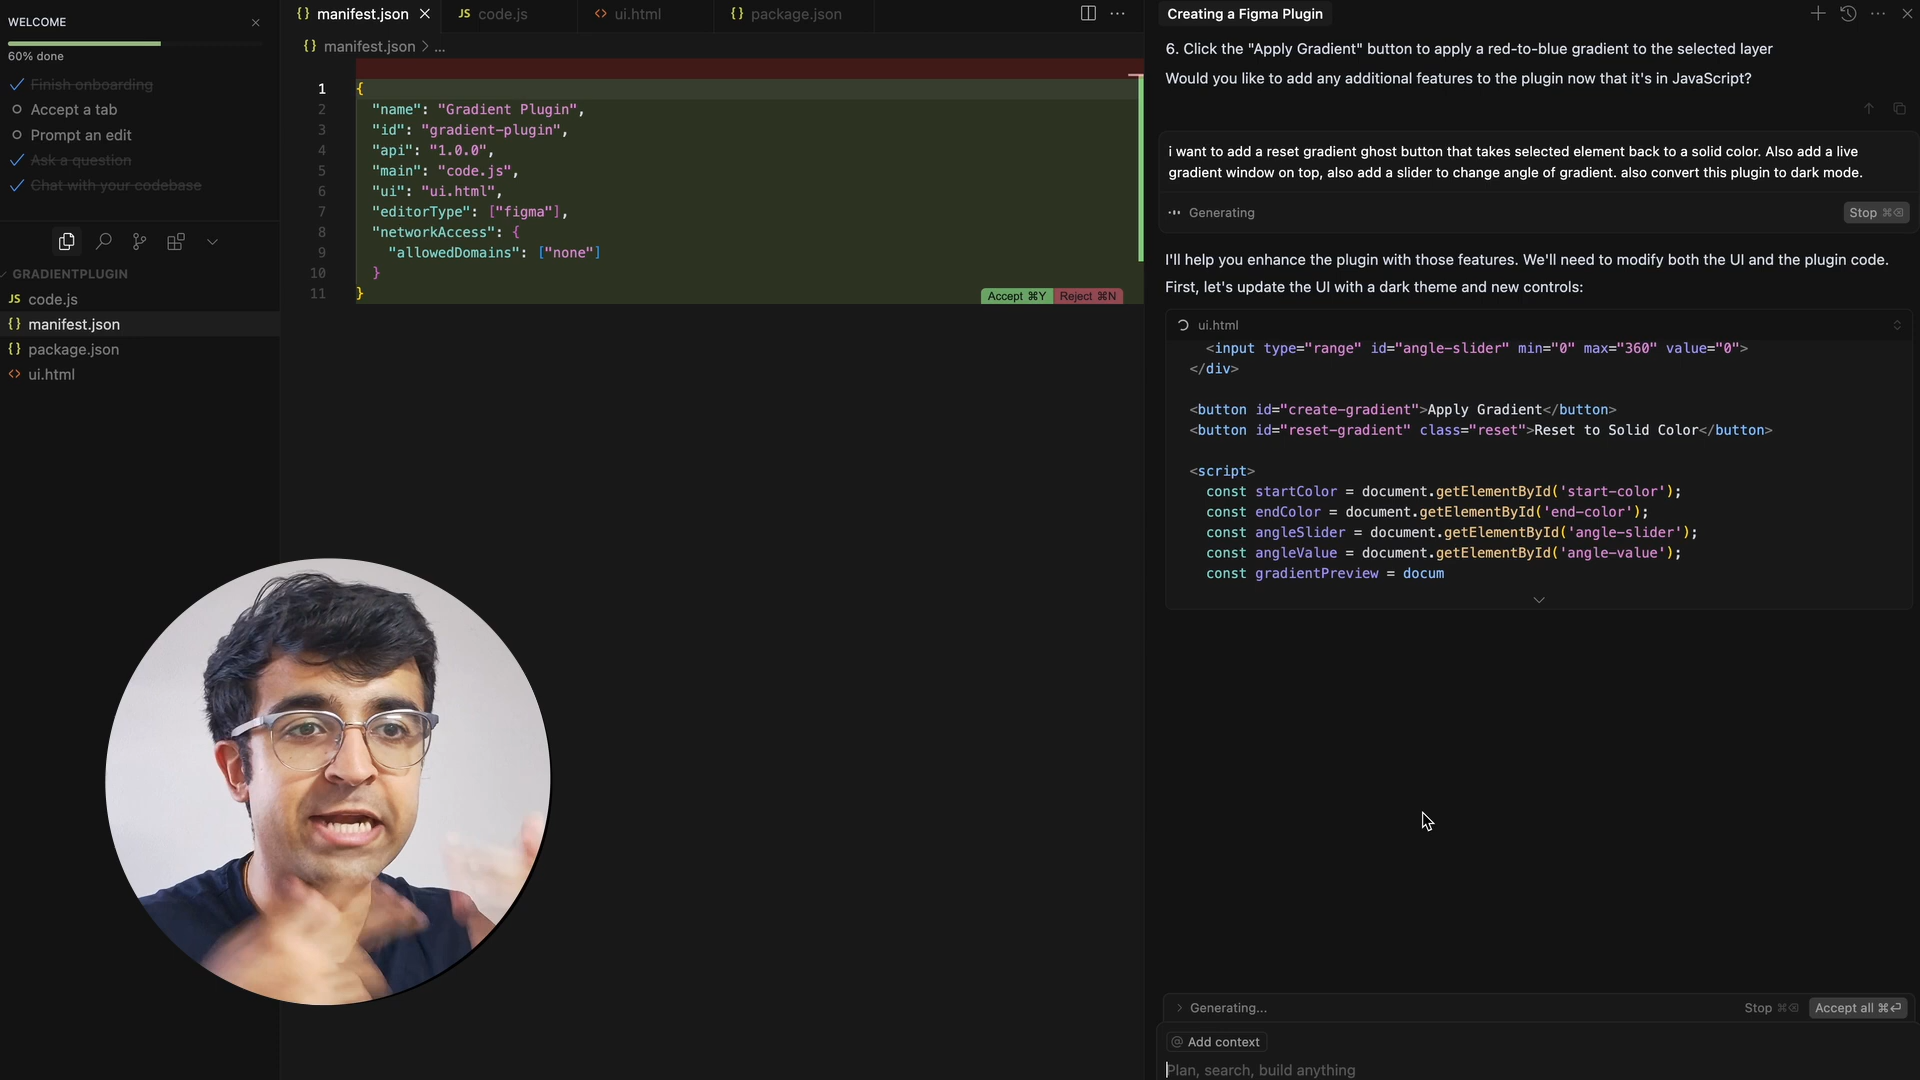 WELCOME
60% done
Finish onboarding
Accept a tab
Prompt an edit
Ask a question
Chat with your codebase
GRADIENTPLUGIN
JS code.js
{} manifest.json
{} package.json
<> ui.html
{} manifest.json
JS code.js
<> ui.html
{} package.json
{} manifest.json > ...
1 {
2 "name": "Gradient Plugin",
3 "id": "gradient-plugin",
4 "api": "1.0.0",
5 "main": "code.js",
6 "ui": "ui.html",
7 "editorType": ["figma"],
8 "networkAccess": {
9 "allowedDomains": ["none"]
10 }
11 }
Accept ⌘Y Reject ⌘N
Creating a Figma Plugin
6. Click the "Apply Gradient" button to apply a red-to-blue gradient to the selected layer
Would you like to add any additional features to the plugin now that it's in JavaScript?
i want to add a reset gradient ghost button that takes selected element back to a solid color. Also add a live
gradient window on top, also add a slider to change angle of gradient. also convert this plugin to dark mode.
Generating
Stop ⌘⌫
I'll help you enhance the plugin with those features. We'll need to modify both the UI and the plugin code.
First, let's update the UI with a dark theme and new controls:
ui.html
<input type="range" id="angle-slider" min="0" max="360" value="0">
</div>
<button id="create-gradient">Apply Gradient</button>
<button id="reset-gradient" class="reset">Reset to Solid Color</button>
<script>
const startColor = document.getElementById('start-color');
const endColor = document.getElementById('end-color');
const angleSlider = document.getElementById('angle-slider');
const angleValue = document.getElementById('angle-value');
const gradientPreview = docum
Generating...
Stop ⌘⌫ Accept all ⌘⏎
@ Add context
Plan, search, build anything